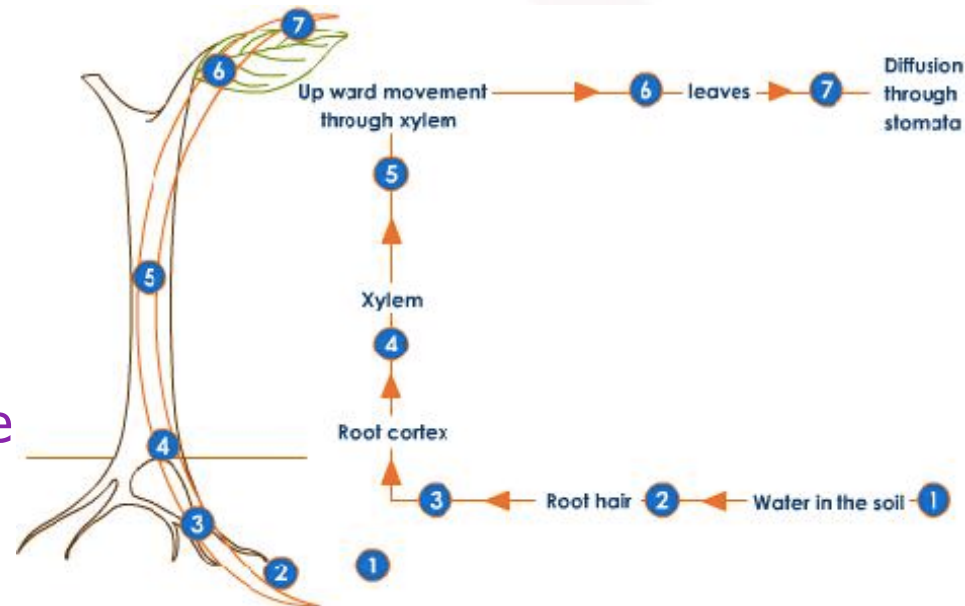 7
6
Up ward movement
through xylem
6
leaves
7
Diffusion
through
stomata
5
5
Xylem
4
e
Root cortex
4
3
3
Root hair
2
Water in the soil
1
2
1